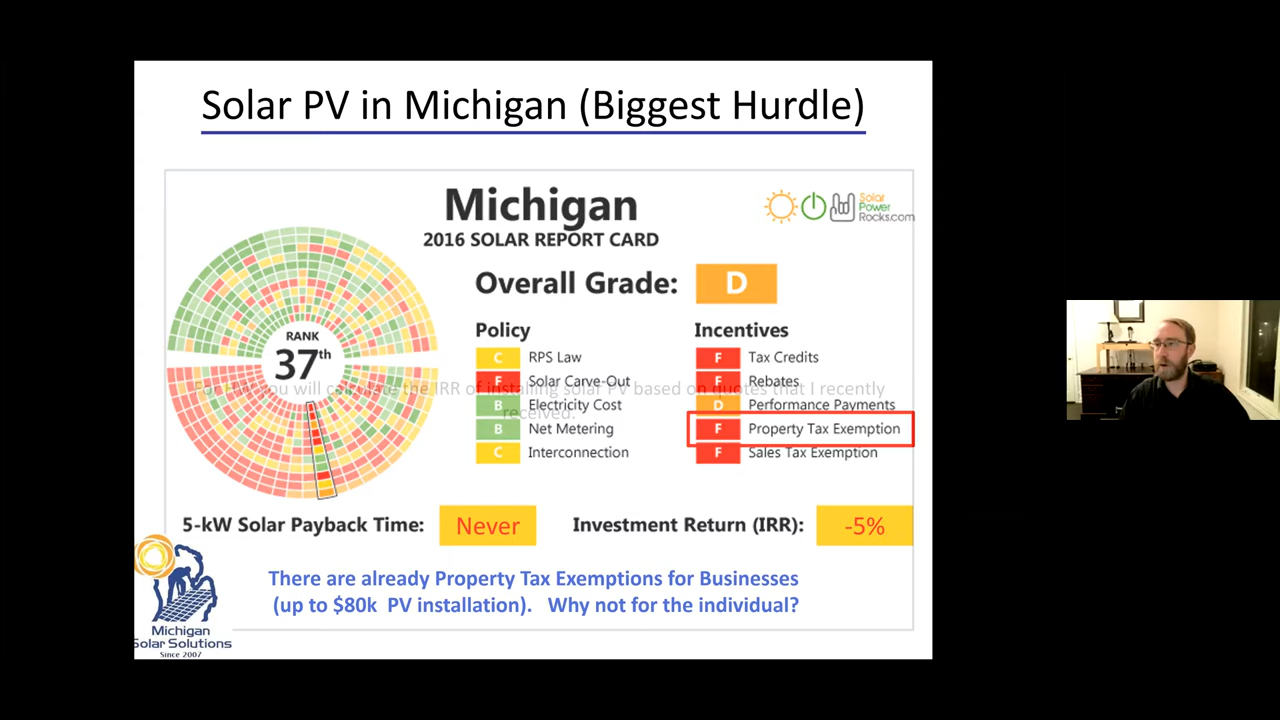 Solar PV in Michigan (Biggest Hurdle)
Michigan
2016 SOLAR REPORT CARD
Solar
Power
Rocks.com
Overall Grade: D
RANK
37th
Policy
C RPS Law
F Solar Carve-Out
B Electricity Cost
B Net Metering
C Interconnection
Incentives
F Tax Credits
F Rebates
D Performance Payments
F Property Tax Exemption
F Sales Tax Exemption
For HW, you will calculate the IRR of installing solar PV based on quotes that I recently
received.
5-kW Solar Payback Time: Never
Investment Return (IRR): -5%
There are already Property Tax Exemptions for Businesses
(up to $80k PV installation). Why not for the individual?
Michigan
Solar Solutions
Since 2007